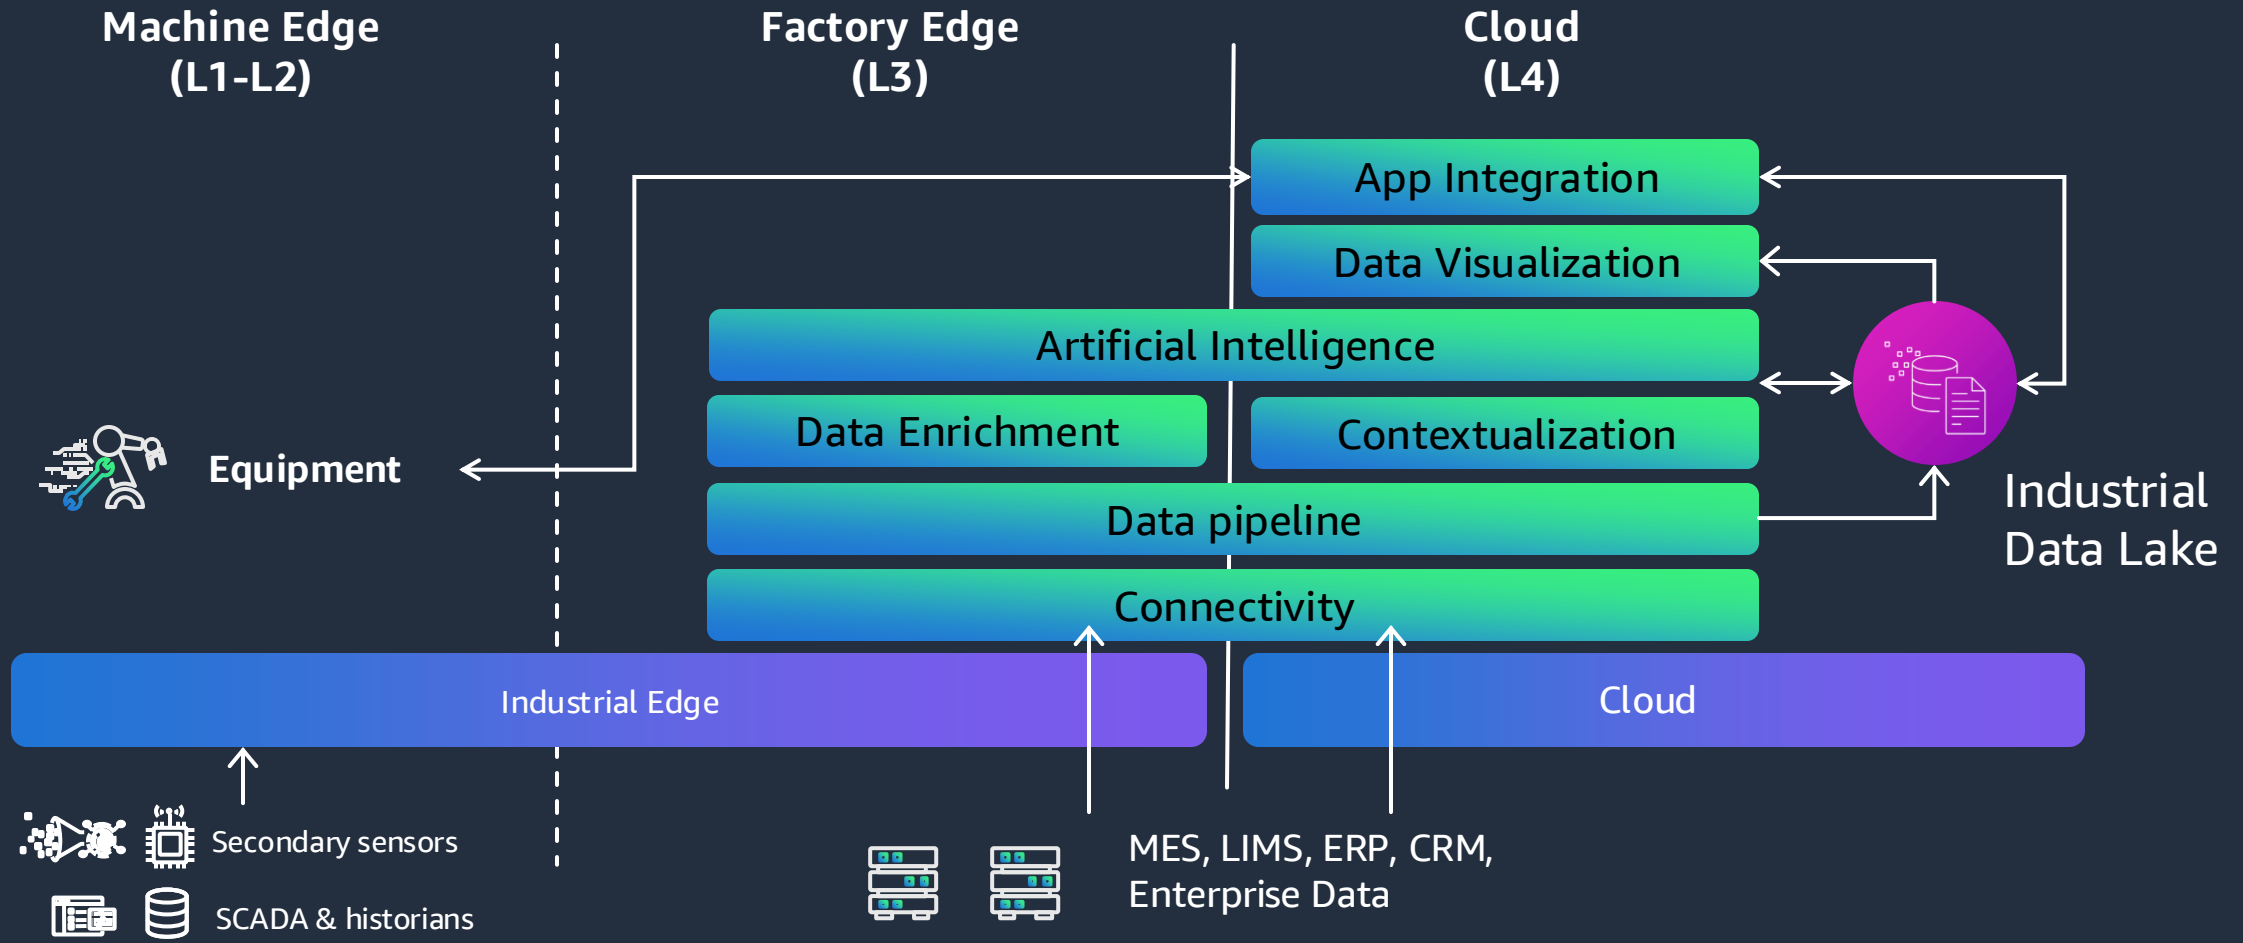 Machine Edge
(L1-L2)
Factory Edge
(L3)
Cloud
(L4)
App Integration
Data Visualization
Artificial Intelligence
Data Enrichment
Contextualization
Equipment
Data pipeline
Industrial
Data Lake
Connectivity
Industrial Edge
Cloud
Secondary sensors
SCADA & historians
MES, LIMS, ERP, CRM,
Enterprise Data